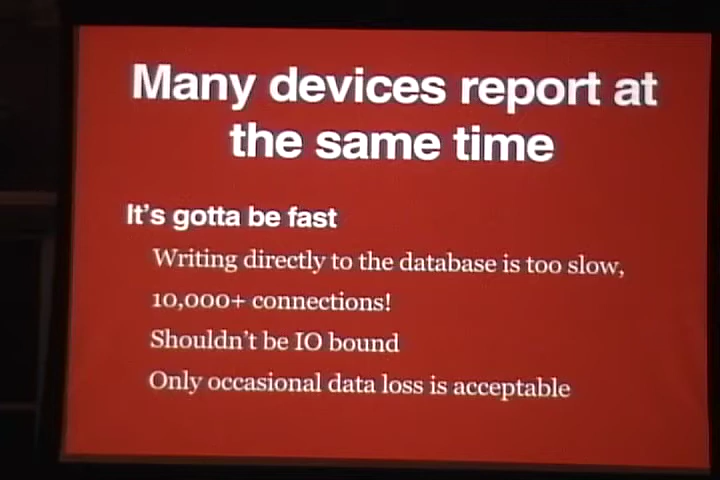 Many devices report at
the same time
It's gotta be fast
Writing directly to the database is too slow,
10,000+ connections!
Shouldn't be IO bound
Only occasional data loss is acceptable